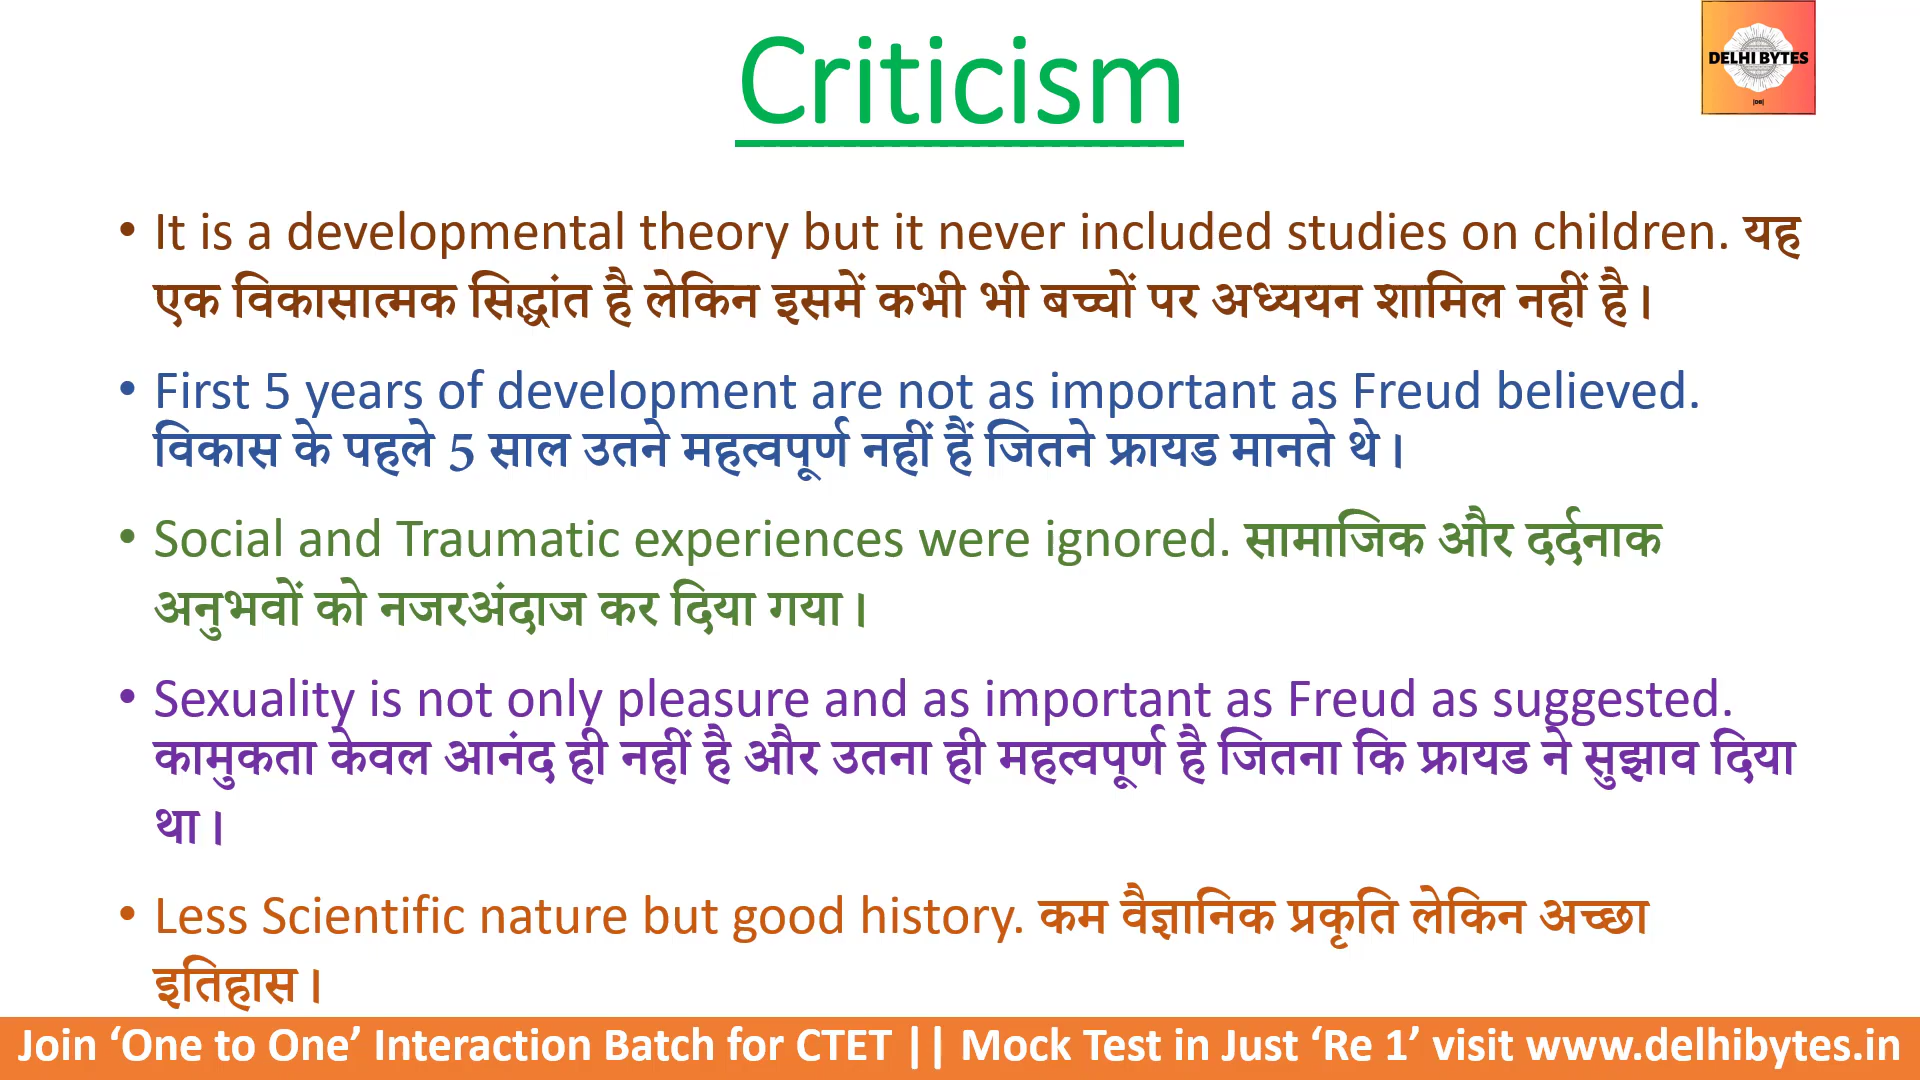 Criticism
DELHI BYTES
|DB|
• It is a developmental theory but it never included studies on children. यह
एक विकासात्मक सिद्धांत है लेकिन इसमें कभी भी बच्चों पर अध्ययन शामिल नहीं है।
• First 5 years of development are not as important as Freud believed.
विकास के पहले 5 साल उतने महत्वपूर्ण नहीं हैं जितने फ्रायड मानते थे।
• Social and Traumatic experiences were ignored. सामाजिक और दर्दनाक
अनुभवों को नजरअंदाज कर दिया गया।
• Sexuality is not only pleasure and as important as Freud as suggested.
कामुकता केवल आनंद ही नहीं है और उतना ही महत्वपूर्ण है जितना कि फ्रायड ने सुझाव दिया
था।
• Less Scientific nature but good history. कम वैज्ञानिक प्रकृति लेकिन अच्छा
इतिहास।
Join ‘One to One’ Interaction Batch for CTET || Mock Test in Just ‘Re 1’ visit www.delhibytes.in